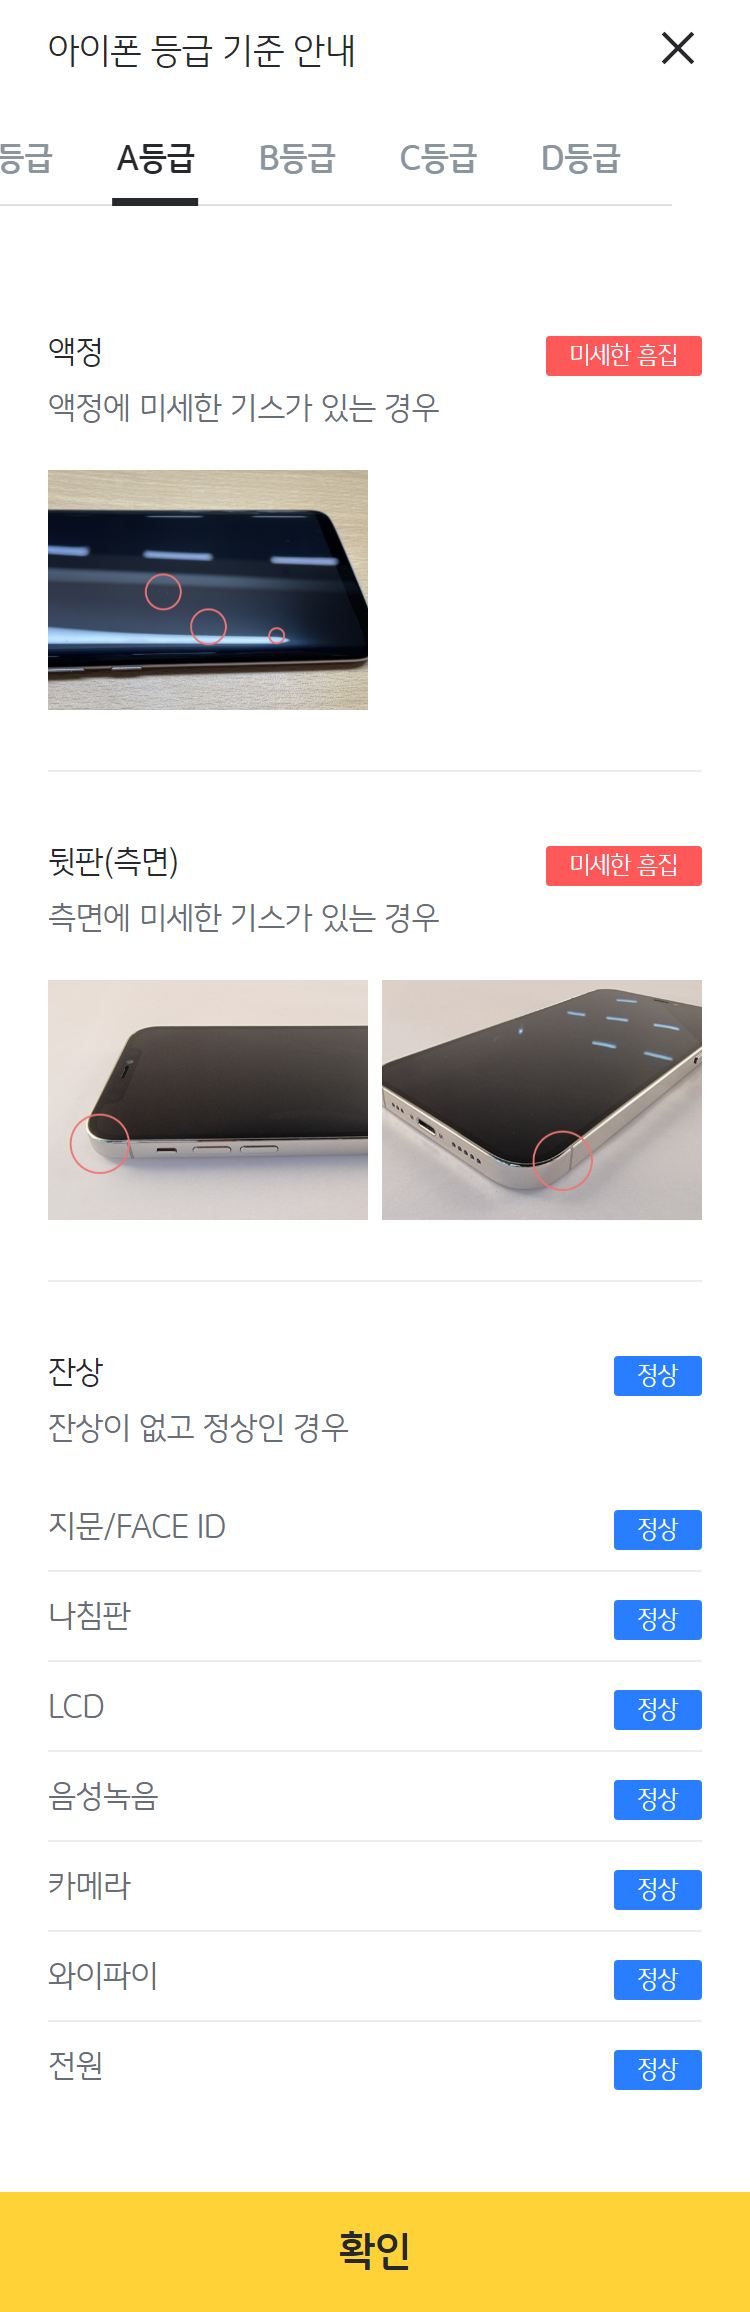 아이폰 등급 기준 안내
등급 A등급 B등급 C등급 D등급
액정 미세한 흠집
액정에 미세한 기스가 있는 경우
뒷판(측면) 미세한 흠집
측면에 미세한 기스가 있는 경우
잔상 정상
잔상이 없고 정상인 경우
지문/FACE ID 정상
나침판 정상
LCD 정상
음성녹음 정상
카메라 정상
와이파이 정상
전원 정상
확인